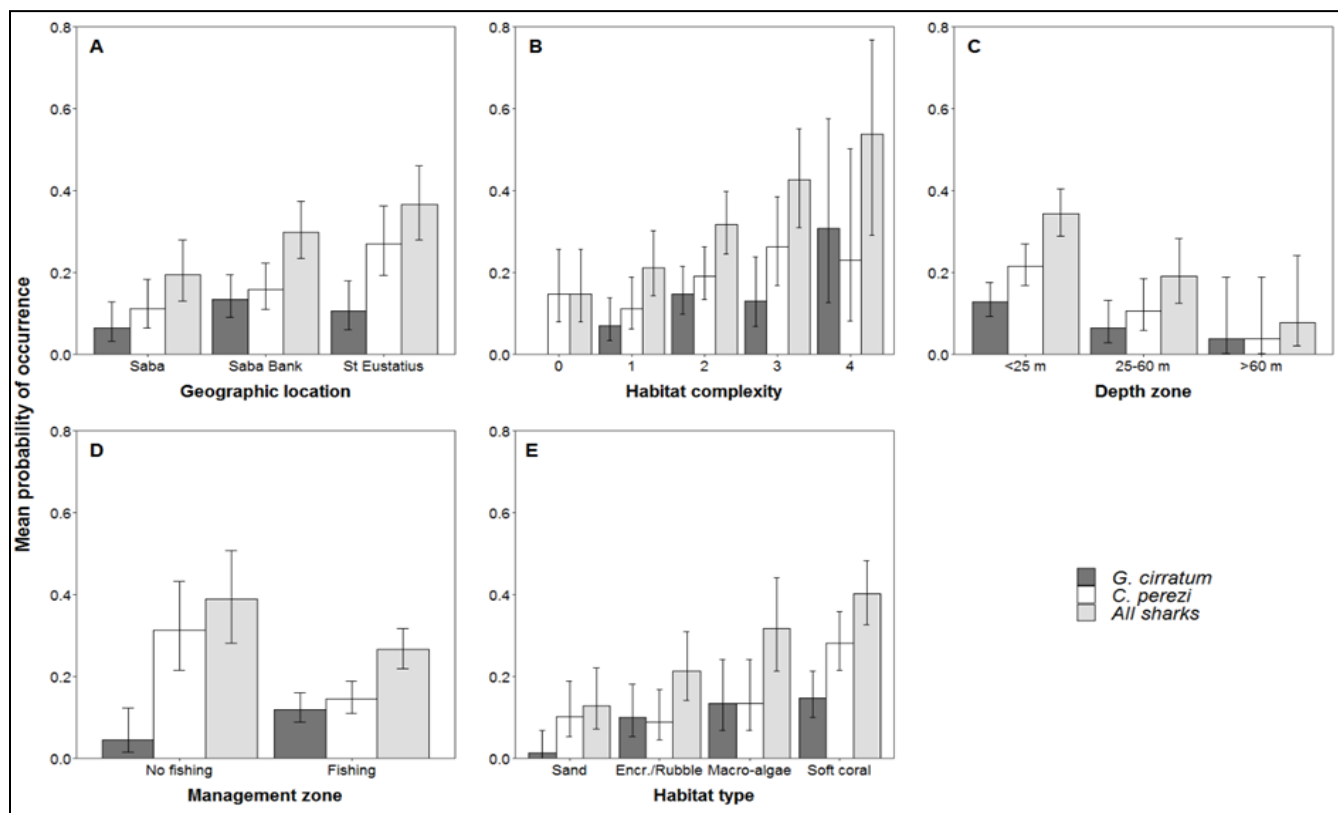 Mean probability of occurrence
A
0.8
0.6
0.4
0.2
0.0
Saba Saba Bank St Eustatius
Geographic location
B
0.8
0.6
0.4
0.2
0.0
0 1 2 3 4
Habitat complexity
C
0.8
0.6
0.4
0.2
0.0
<25 m 25-60 m >60 m
Depth zone
D
0.8
0.6
0.4
0.2
0.0
No fishing Fishing
Management zone
E
0.8
0.6
0.4
0.2
0.0
Sand Encr./Rubble Macro-algae Soft coral
Habitat type
G. cirratum
C. perezi
All sharks